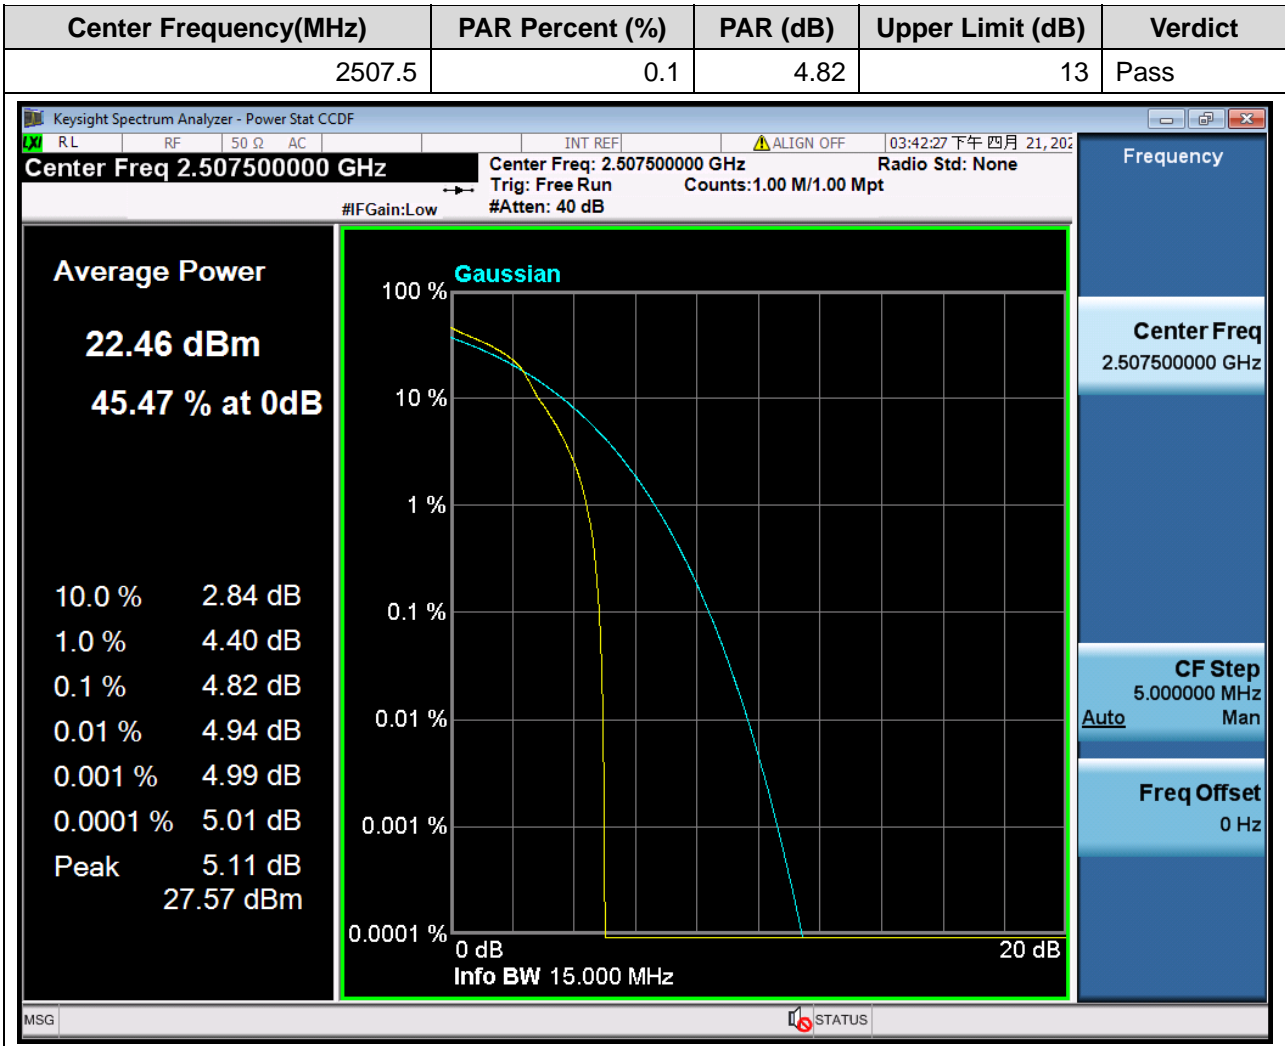 Center Frequency(MHz) PAR Percent (%) PAR (dB) Upper Limit (dB) Verdict
2507.5 0.1 4.82 13 Pass
Keysight Spectrum Analyzer - Power Stat CCDF
LXI RL RF 50 Ω AC INT REF ALIGN OFF 03:42:27 下午 四月 21, 202
Center Freq 2.507500000 GHz
Center Freq: 2.507500000 GHz Radio Std: None
Trig: Free Run Counts:1.00 M/1.00 Mpt
#IFGain:Low #Atten: 40 dB
Average Power
22.46 dBm
45.47 % at 0dB
10.0 % 2.84 dB
1.0 % 4.40 dB
0.1 % 4.82 dB
0.01 % 4.94 dB
0.001 % 4.99 dB
0.0001 % 5.01 dB
Peak 5.11 dB
27.57 dBm
Gaussian
100 %
10 %
1 %
0.1 %
0.01 %
0.001 %
0.0001 %
0 dB 20 dB
Info BW 15.000 MHz
Frequency
Center Freq
2.507500000 GHz
CF Step
5.000000 MHz
Auto Man
Freq Offset
0 Hz
MSG STATUS